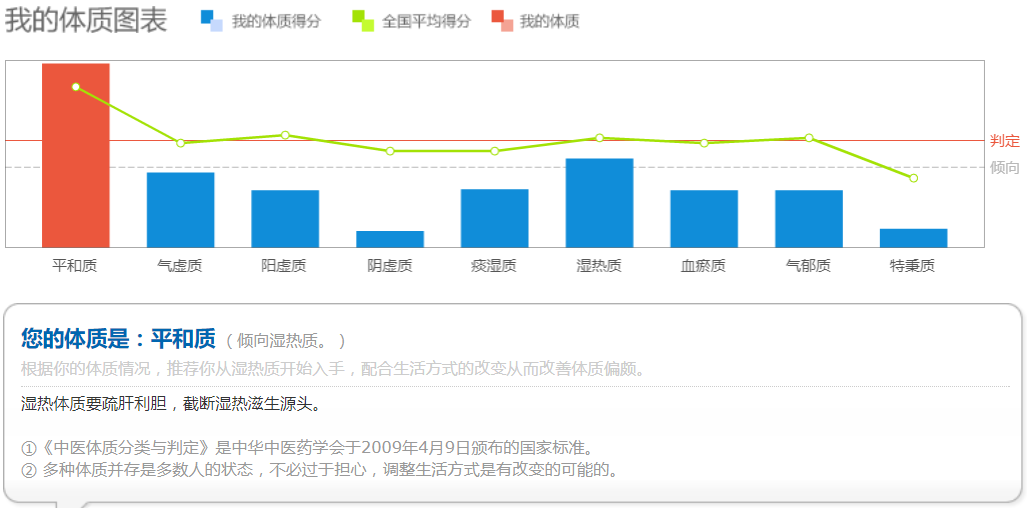 我的体质图表 我的体质得分 全国平均得分 我的体质
判定
倾向
平和质 气虚质 阳虚质 阴虚质 痰湿质 湿热质 血瘀质 气郁质 特秉质
您的体质是：平和质（倾向湿热质。）
根据你的体质情况，推荐你从湿热质开始入手，配合生活方式的改变从而改善体质偏颇。
湿热体质要疏肝利胆，截断湿热滋生源头。
①《中医体质分类与判定》是中华中医药学会于2009年4月9日颁布的国家标准。
② 多种体质并存是多数人的状态，不必过于担心，调整生活方式是有改变的可能的。